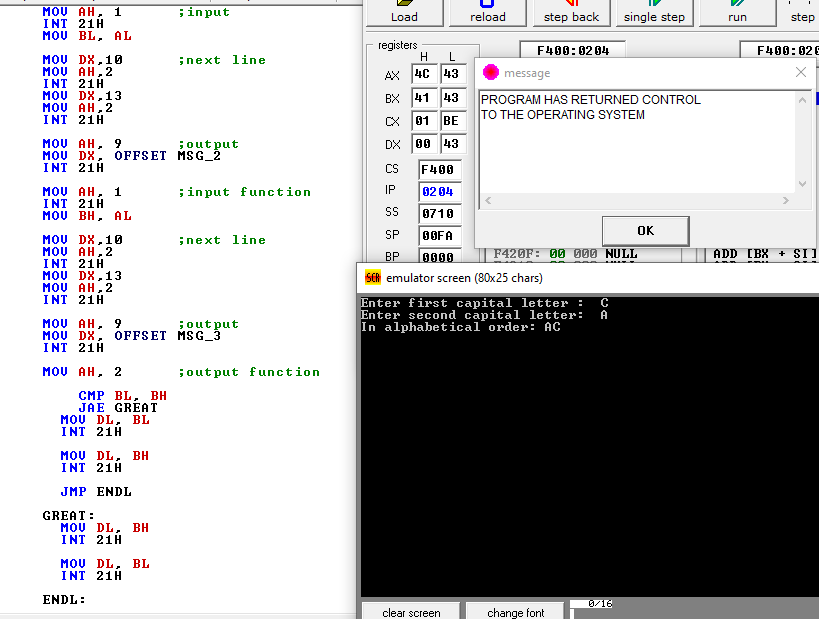 MOV AH, 1 ;input
INT 21H
MOV BL, AL
MOV DX,10 ;next line
MOV AH,2
INT 21H
MOV DX,13
MOV AH,2
INT 21H
MOV AH, 9 ;output
MOV DX, OFFSET MSG_2
INT 21H
MOV AH, 1 ;input function
INT 21H
MOV BH, AL
MOV DX,10 ;next line
MOV AH,2
INT 21H
MOV DX,13
MOV AH,2
INT 21H
MOV AH, 9 ;output
MOV DX, OFFSET MSG_3
INT 21H
MOV AH, 2 ;output function
CMP BL, BH
JAE GREAT
MOV DL, BL
INT 21H
MOV DL, BH
INT 21H
JMP ENDL
GREAT:
MOV DL, BH
INT 21H
MOV DL, BL
INT 21H
ENDL:
Load reload step back single step run step
registers
F400:0204 F400:020
H L
AX 4C 43
BX 41 43
CX 01 BE
DX 00 43
CS F400
IP 0204
SS 0710
SP 00FA
BP 0000
message
PROGRAM HAS RETURNED CONTROL
TO THE OPERATING SYSTEM
OK
F420F: 00 000 NULL ADD [BX + SI]
SCR emulator screen (80x25 chars)
Enter first capital letter : C
Enter second capital letter: A
In alphabetical order: AC
clear screen change font 0/16